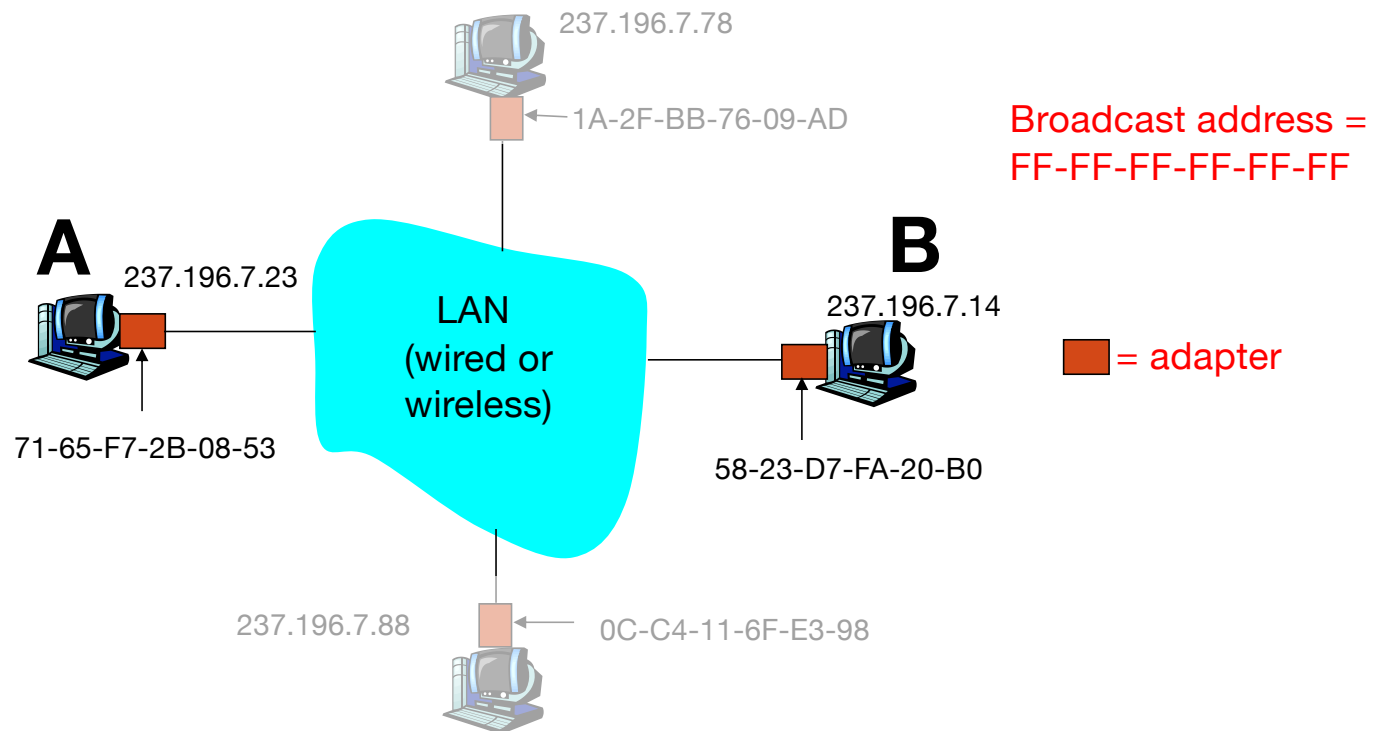 237.196.7.78
1A-2F-BB-76-09-AD
Broadcast address =
FF-FF-FF-FF-FF-FF
A
237.196.7.23
71-65-F7-2B-08-53
LAN
(wired or
wireless)
B
237.196.7.14
58-23-D7-FA-20-B0
= adapter
237.196.7.88
0C-C4-11-6F-E3-98